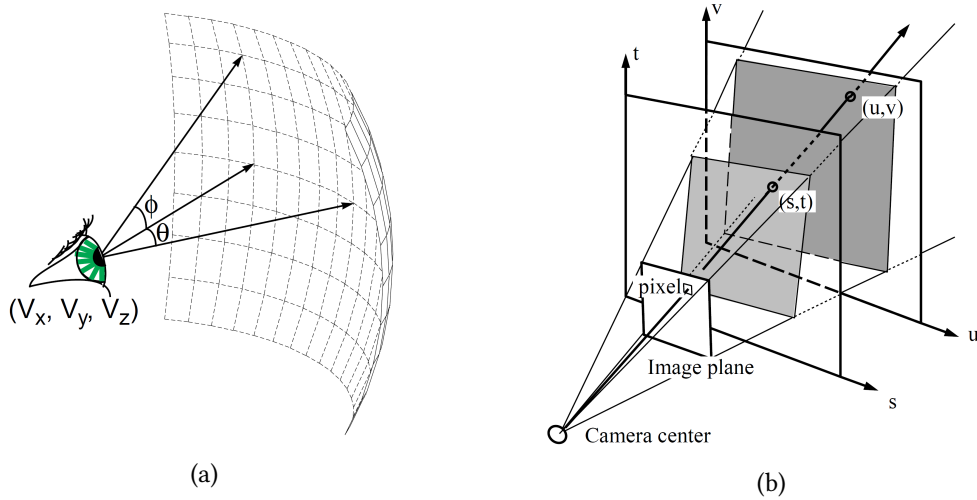 ϕ
θ
(Vx, Vy, Vz)
(a)
v
t
(u,v)
(s,t)
pixel
u
Image plane
s
Camera center
(b)